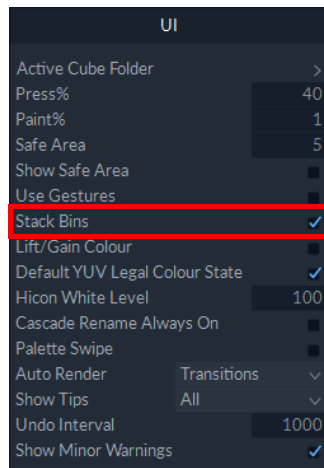 UI
Active Cube Folder >
Press% 40
Paint% 1
Safe Area 5
Show Safe Area
Use Gestures
Stack Bins
Lift/Gain Colour
Default YUV Legal Colour State
Hicon White Level 100
Cascade Rename Always On
Palette Swipe
Auto Render Transitions
Show Tips All
Undo Interval 1000
Show Minor Warnings